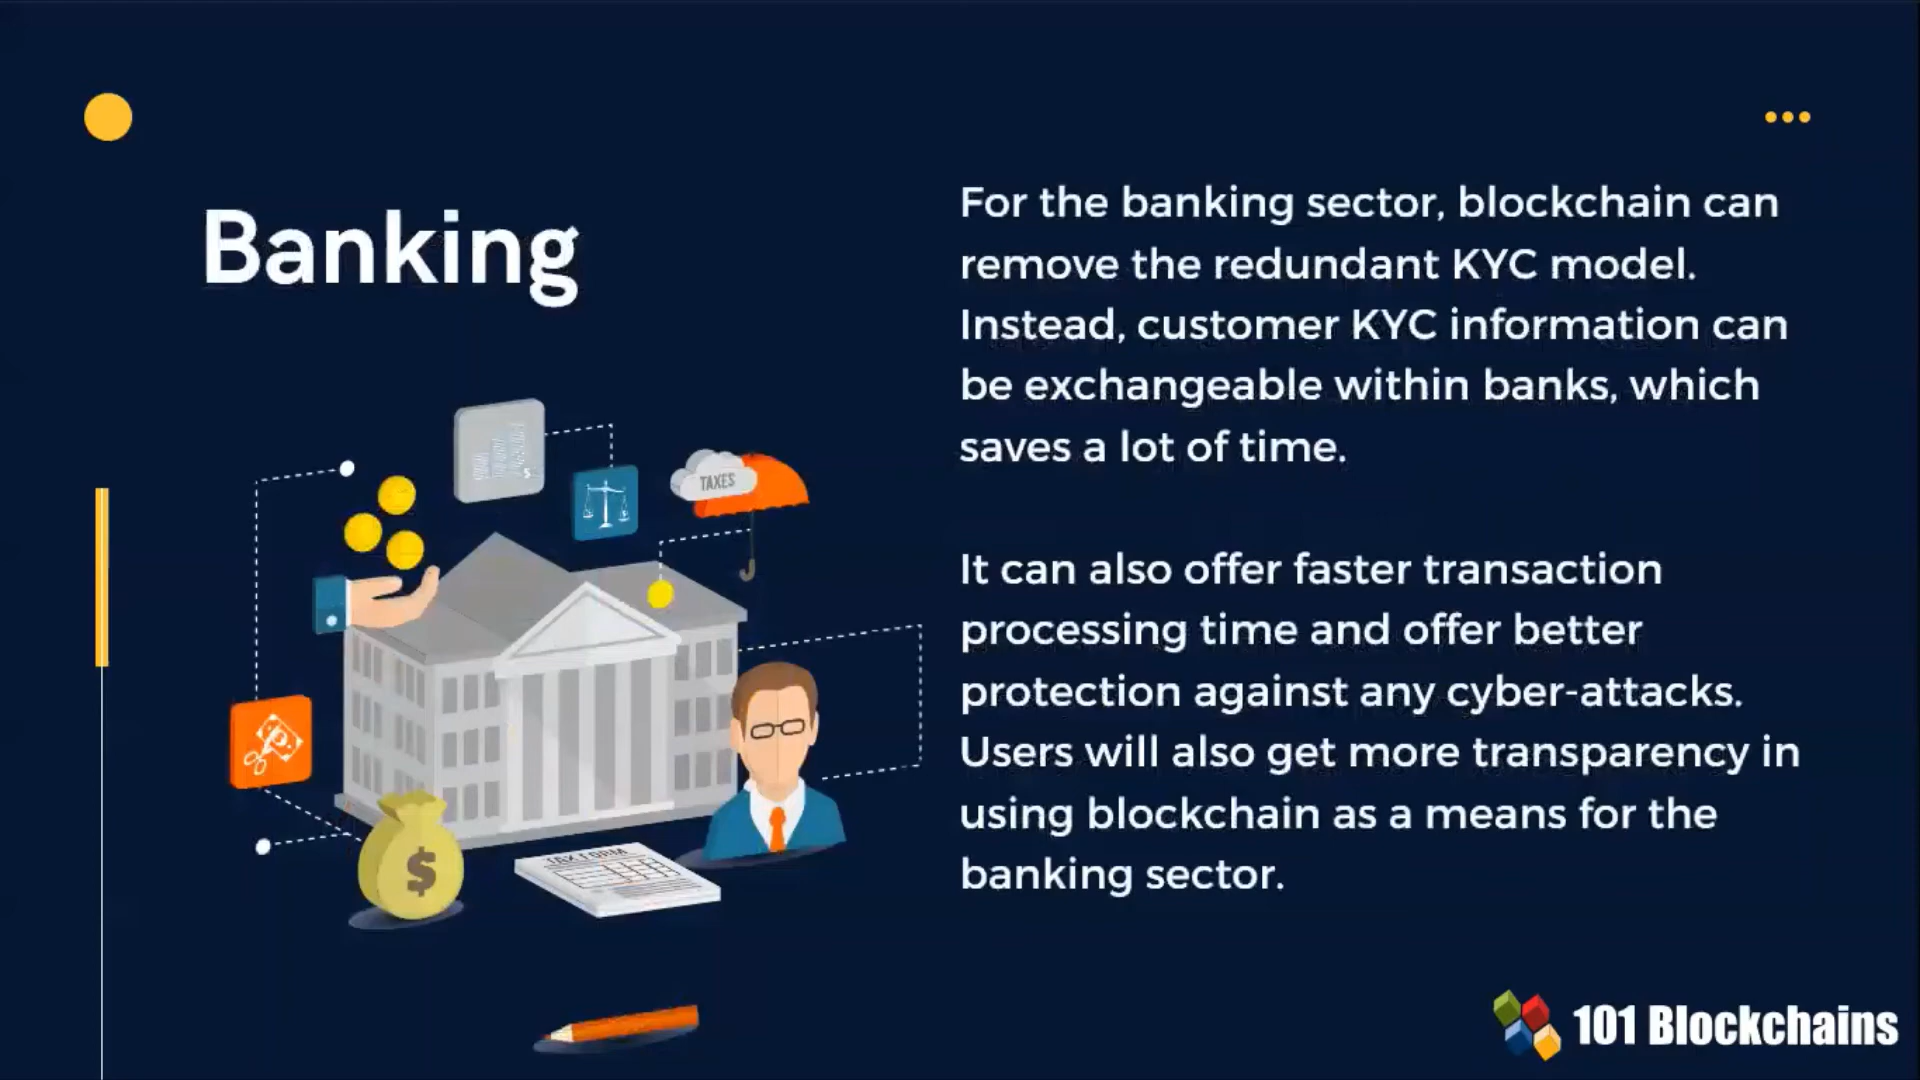 Banking
For the banking sector, blockchain can
remove the redundant KYC model.
Instead, customer KYC information can
be exchangeable within banks, which
saves a lot of time.
It can also offer faster transaction
processing time and offer better
protection against any cyber-attacks.
Users will also get more transparency in
using blockchain as a means for the
banking sector.
TAXES
$
TAX FORM
$
101 Blockchains